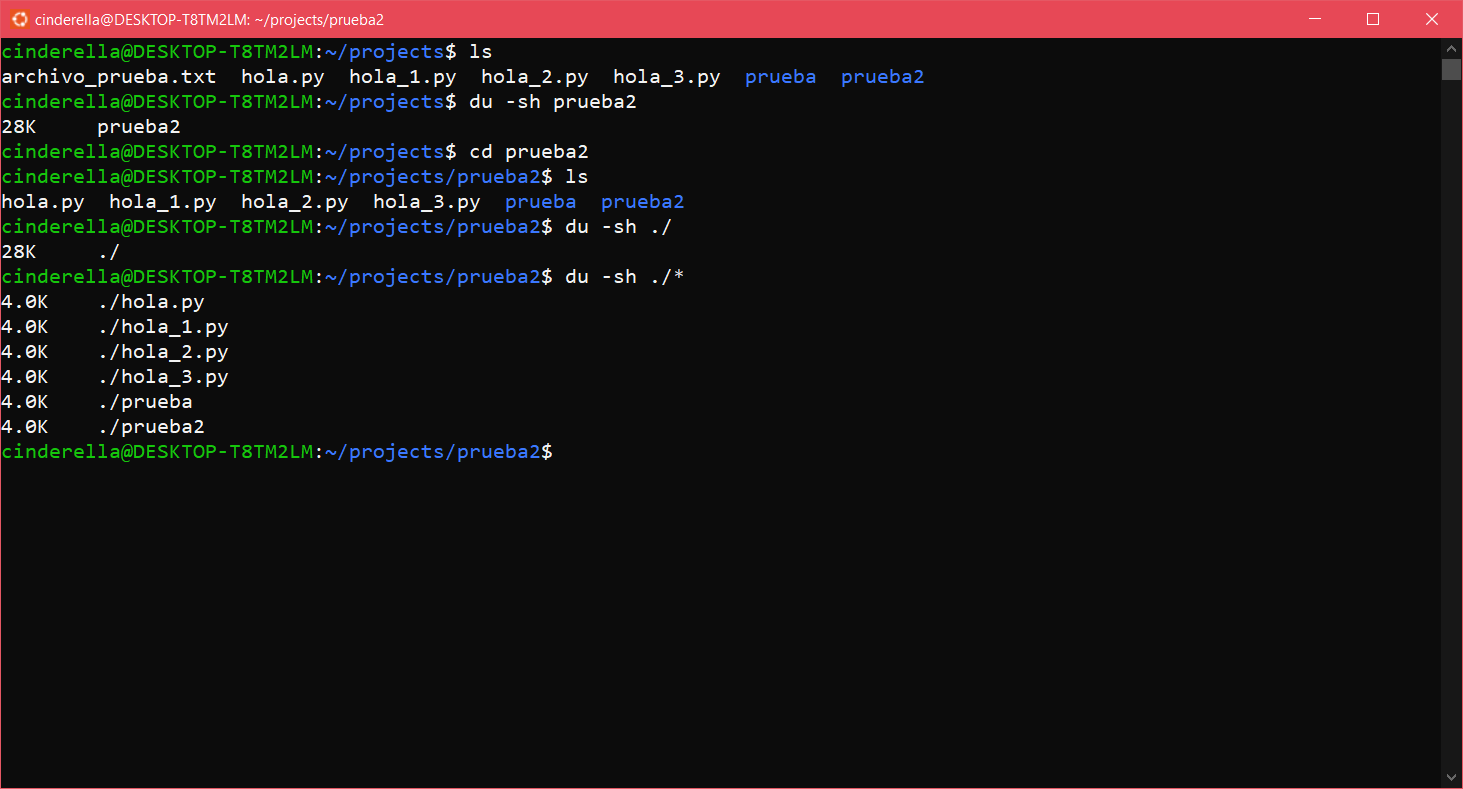 cinderella@DESKTOP-T8TM2LM: ~/projects/prueba2
cinderella@DESKTOP-T8TM2LM:~/projects$ ls
archivo_prueba.txt  hola.py  hola_1.py  hola_2.py  hola_3.py  prueba  prueba2
cinderella@DESKTOP-T8TM2LM:~/projects$ du -sh prueba2
28K     prueba2
cinderella@DESKTOP-T8TM2LM:~/projects$ cd prueba2
cinderella@DESKTOP-T8TM2LM:~/projects/prueba2$ ls
hola.py  hola_1.py  hola_2.py  hola_3.py  prueba  prueba2
cinderella@DESKTOP-T8TM2LM:~/projects/prueba2$ du -sh ./
28K     ./
cinderella@DESKTOP-T8TM2LM:~/projects/prueba2$ du -sh ./*
4.0K    ./hola.py
4.0K    ./hola_1.py
4.0K    ./hola_2.py
4.0K    ./hola_3.py
4.0K    ./prueba
4.0K    ./prueba2
cinderella@DESKTOP-T8TM2LM:~/projects/prueba2$